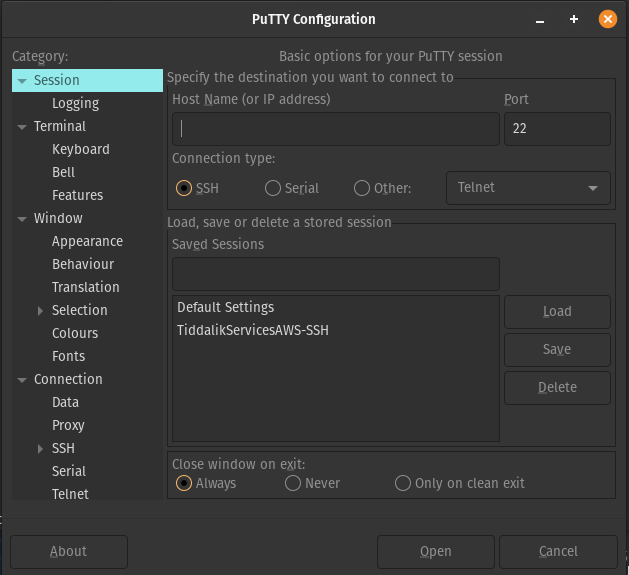 PuTTY Configuration
Category:
Session
Logging
Terminal
Keyboard
Bell
Features
Window
Appearance
Behaviour
Translation
Selection
Colours
Fonts
Connection
Data
Proxy
SSH
Serial
Telnet
Basic options for your PuTTY session
Specify the destination you want to connect to
Host Name (or IP address) Port
22
Connection type:
SSH Serial Other: Telnet
Load, save or delete a stored session
Saved Sessions
Default Settings
TiddalikServicesAWS-SSH
Load
Save
Delete
Close window on exit:
Always Never Only on clean exit
About Open Cancel